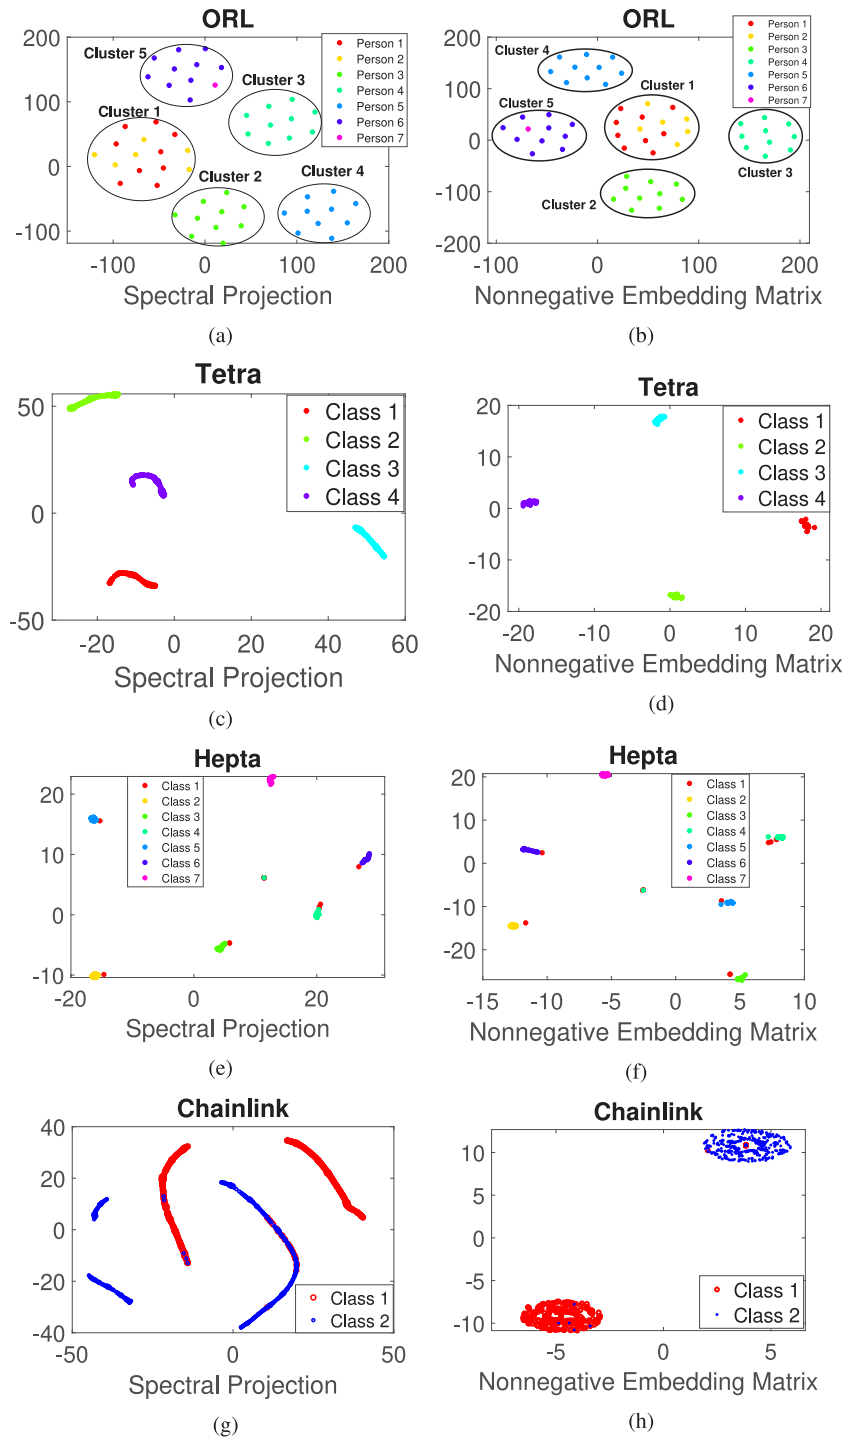 ORL
200
100
0
-100
-100
0
100
200
Cluster 5
Cluster 3
Cluster 1
Cluster 2
Cluster 4
Person 1
Person 2
Person 3
Person 4
Person 5
Person 6
Person 7
Spectral Projection
(a)
ORL
200
100
0
-100
-200
-100
0
100
200
Cluster 4
Cluster 1
Cluster 5
Cluster 3
Cluster 2
Person 1
Person 2
Person 3
Person 4
Person 5
Person 6
Person 7
Nonnegative Embedding Matrix
(b)
Tetra
50
0
-50
-20
0
20
40
60
Class 1
Class 2
Class 3
Class 4
Spectral Projection
(c)
Tetra
20
10
0
-10
-20
-20
-10
0
10
20
Class 1
Class 2
Class 3
Class 4
Nonnegative Embedding Matrix
(d)
Hepta
20
10
0
-10
-20
0
20
Class 1
Class 2
Class 3
Class 4
Class 5
Class 6
Class 7
Spectral Projection
(e)
Hepta
20
10
0
-10
-20
-15
-10
-5
0
5
10
Class 1
Class 2
Class 3
Class 4
Class 5
Class 6
Class 7
Nonnegative Embedding Matrix
(f)
Chainlink
40
20
0
-20
-40
-50
0
50
Class 1
Class 2
Spectral Projection
(g)
Chainlink
10
5
0
-5
-10
-5
0
5
Class 1
Class 2
Nonnegative Embedding Matrix
(h)